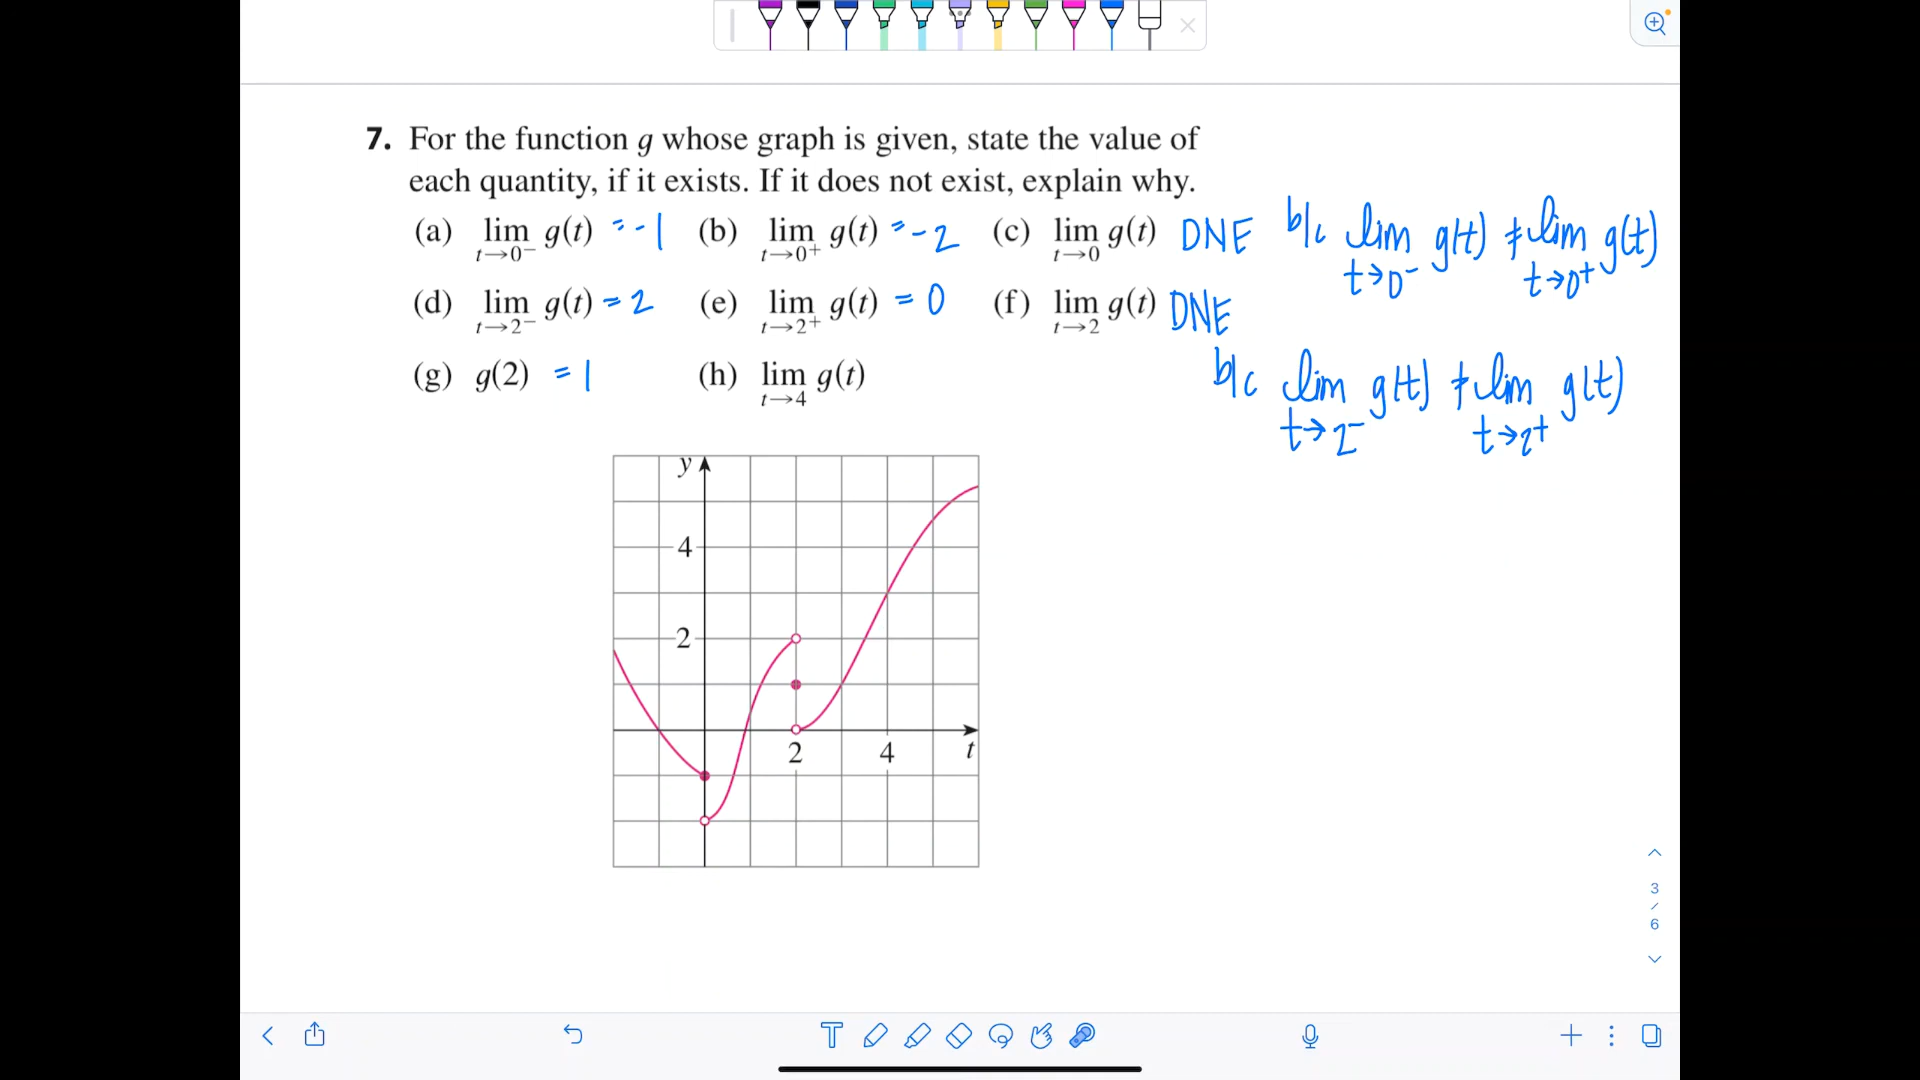 7. For the function g whose graph is given, state the value of
each quantity, if it exists. If it does not exist, explain why.
(a) lim t→0⁻ g(t) = -1 (b) lim t→0⁺ g(t) = -2 (c) lim t→0 g(t) DNE b/c lim t→0⁻ g(t) ≠ lim t→0⁺ g(t)
(d) lim t→2⁻ g(t) = 2 (e) lim t→2⁺ g(t) = 0 (f) lim t→2 g(t) DNE
(g) g(2) = 1 (h) lim t→4 g(t) b/c lim t→2⁻ g(t) ≠ lim t→2⁺ g(t)
y
4
2
2 4 t
3
/
6
T